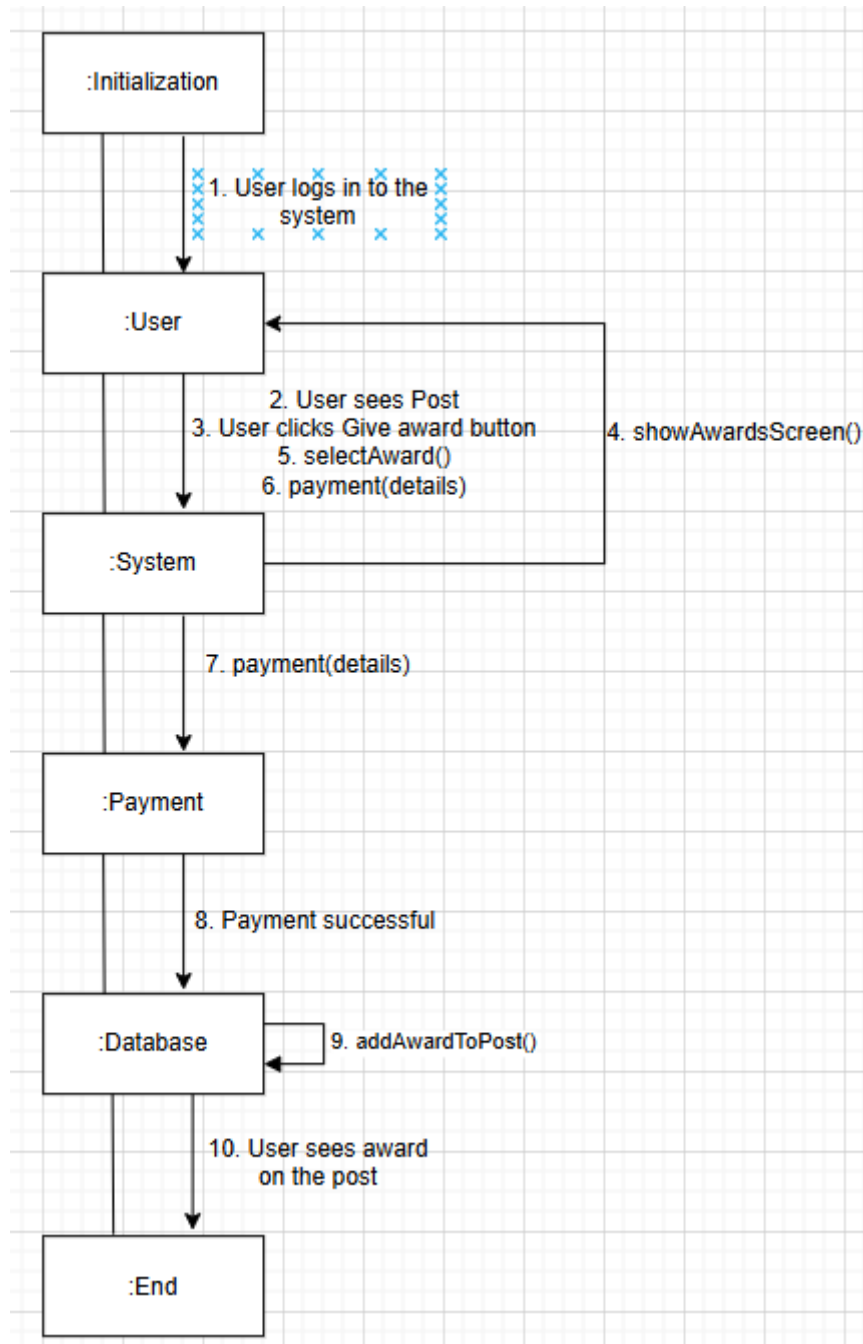 :Initialization
1. User logs in to the
system
:User
2. User sees Post
3. User clicks Give award button
5. selectAward()
6. payment(details)
4. showAwardsScreen()
:System
7. payment(details)
:Payment
8. Payment successful
:Database
9. addAwardToPost()
10. User sees award
on the post
:End